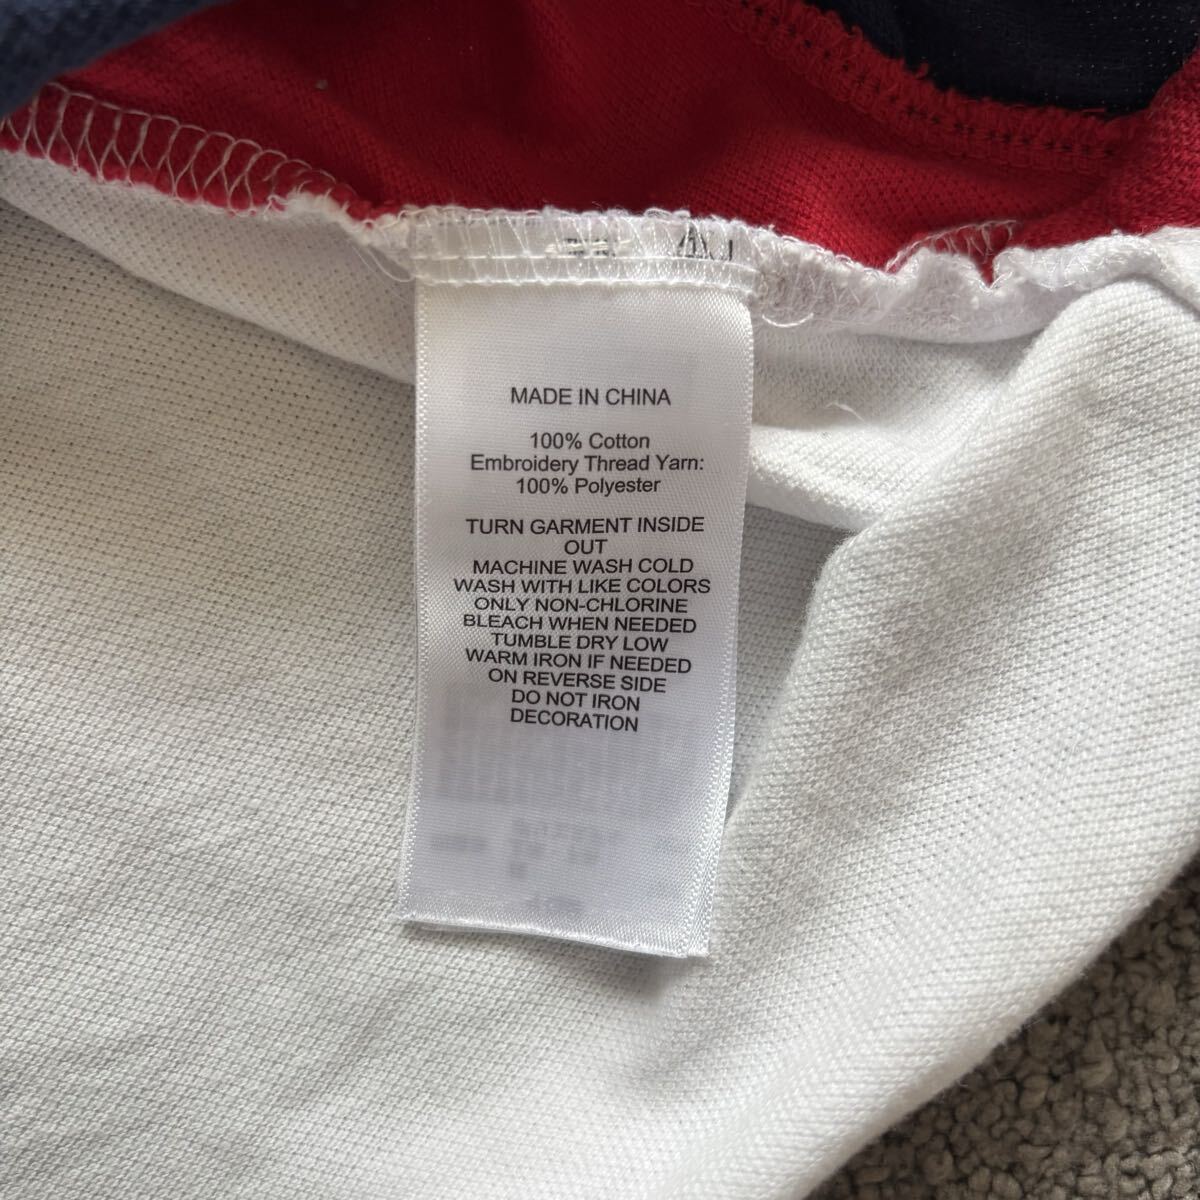 MADE IN CHINA
100% Cotton
Embroidery Thread Yarn:
100% Polyester
TURN GARMENT INSIDE
OUT
MACHINE WASH COLD
WASH WITH LIKE COLORS
ONLY NON-CHLORINE
BLEACH WHEN NEEDED
TUMBLE DRY LOW
WARM IRON IF NEEDED
ON REVERSE SIDE
DO NOT IRON
DECORATION